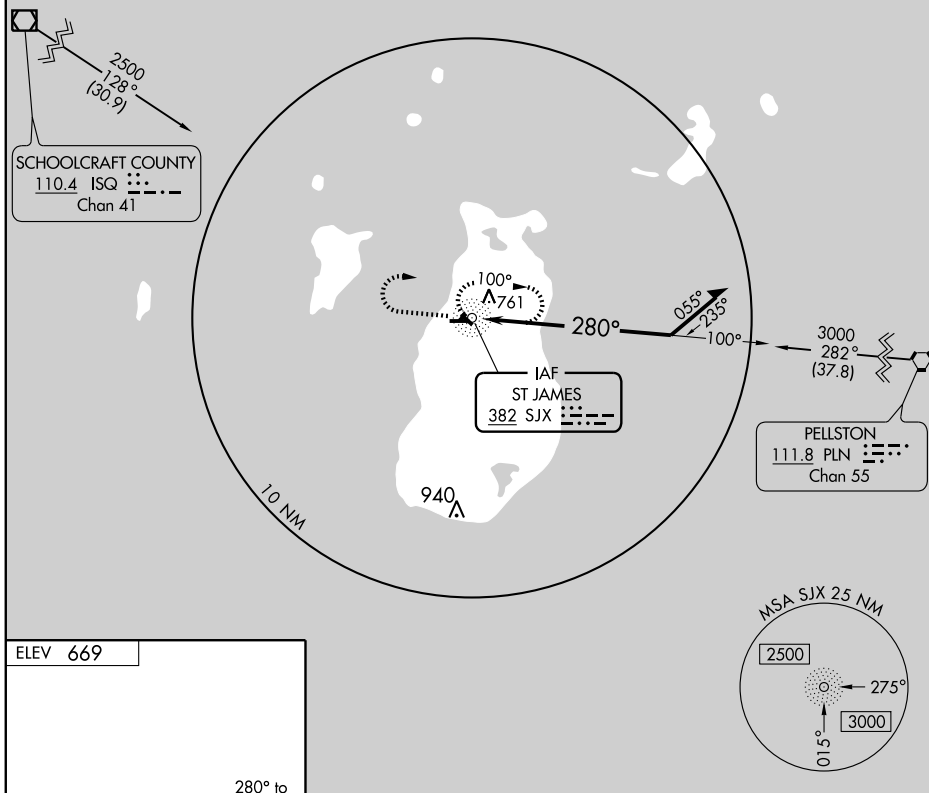 2500
128°
(30.9)
SCHOOLCRAFT COUNTY
110.4 ISQ
Chan 41
100°
761
280°
055°
235°
100°
3000
282°
(37.8)
IAF
ST JAMES
382 SJX
PELLSTON
111.8 PLN
Chan 55
940
10 NM
MSA SJX 25 NM
2500
275°
3000
015°
ELEV 669
280° to